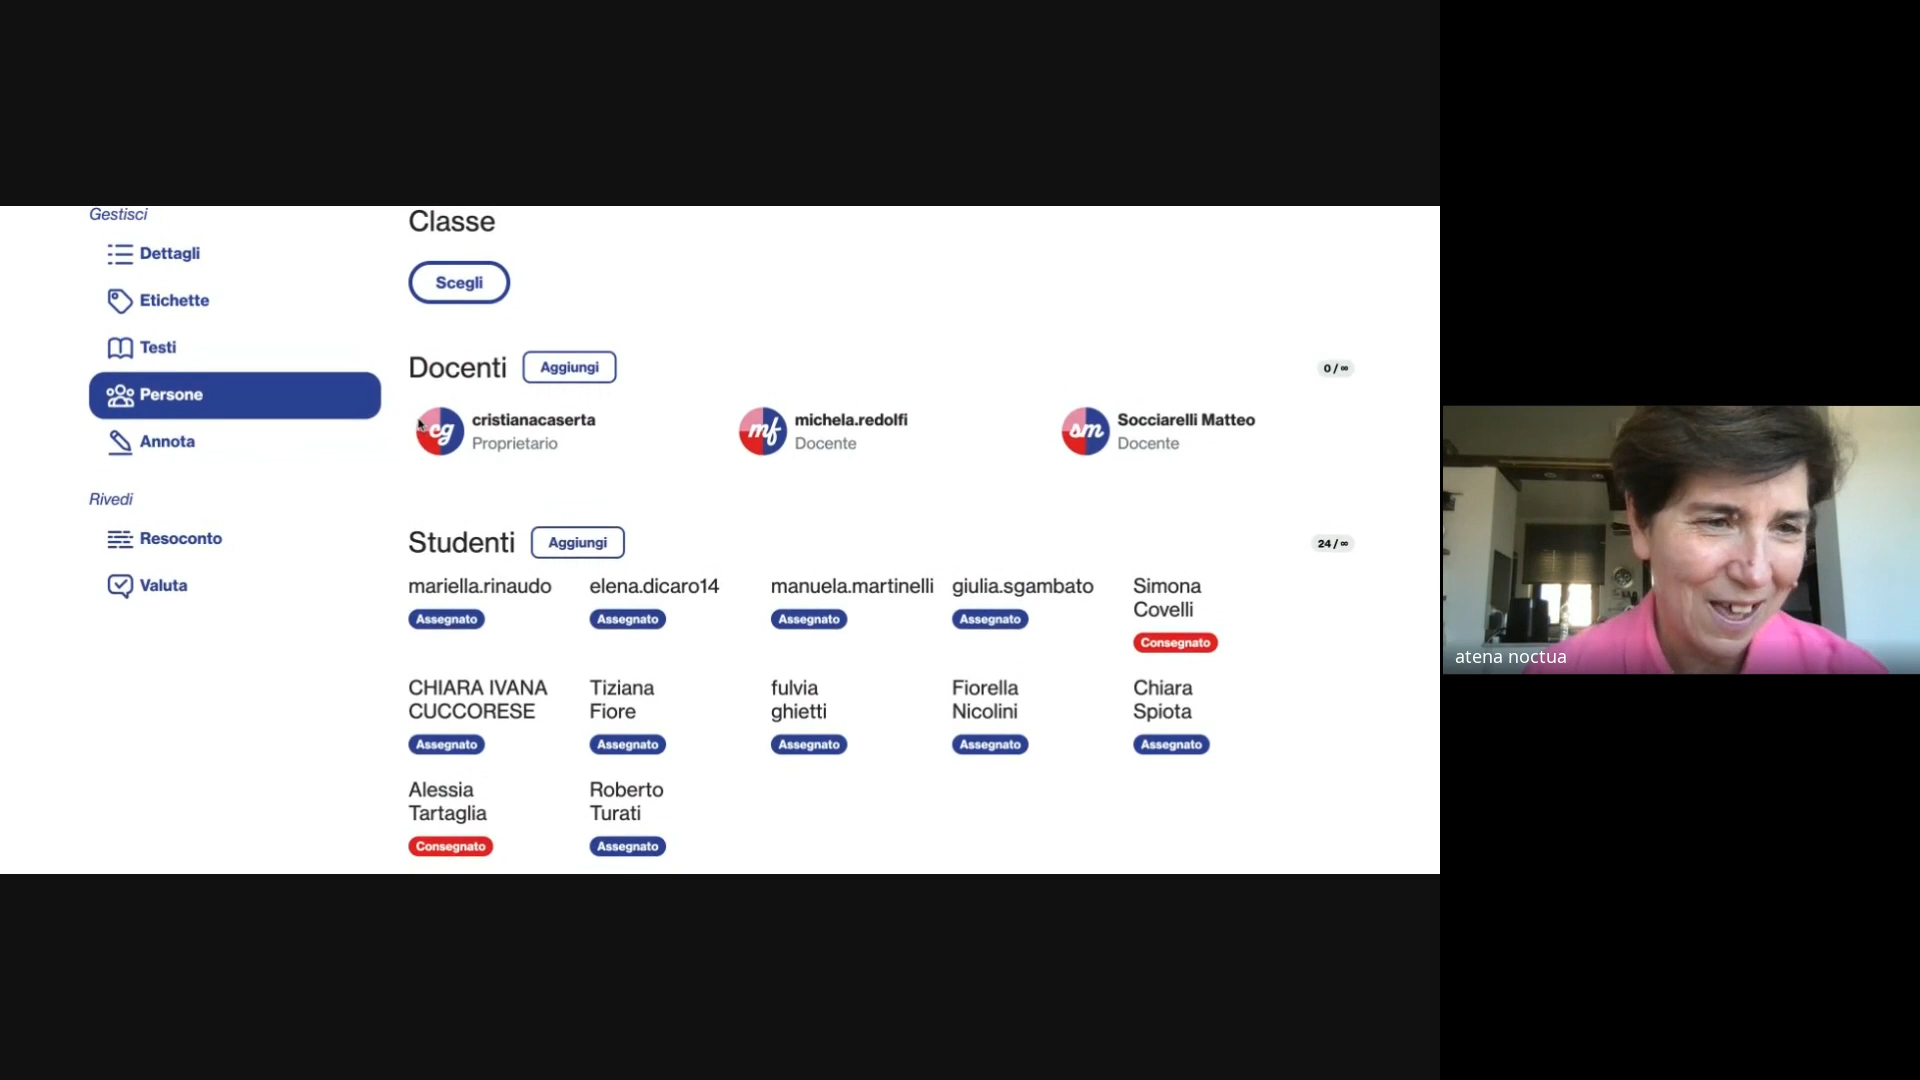 Gestisci
Dettagli
Etichette
Testi
Persone
Annota
Rivedi
Resoconto
Valuta
Classe
Scegli
Docenti
Aggiungi
0 / ∞
cg
cristianacaserta
Proprietario
mf
michela.redolfi
Docente
sm
Socciarelli Matteo
Docente
Studenti
Aggiungi
24 / ∞
mariella.rinaudo
Assegnato
elena.dicaro14
Assegnato
manuela.martinelli
Assegnato
giulia.sgambato
Assegnato
Simona
Covelli
Consegnato
CHIARA IVANA
CUCCORESE
Assegnato
Tiziana
Fiore
Assegnato
fulvia
ghietti
Assegnato
Fiorella
Nicolini
Assegnato
Chiara
Spiota
Assegnato
Alessia
Tartaglia
Consegnato
Roberto
Turati
Assegnato
atena noctua